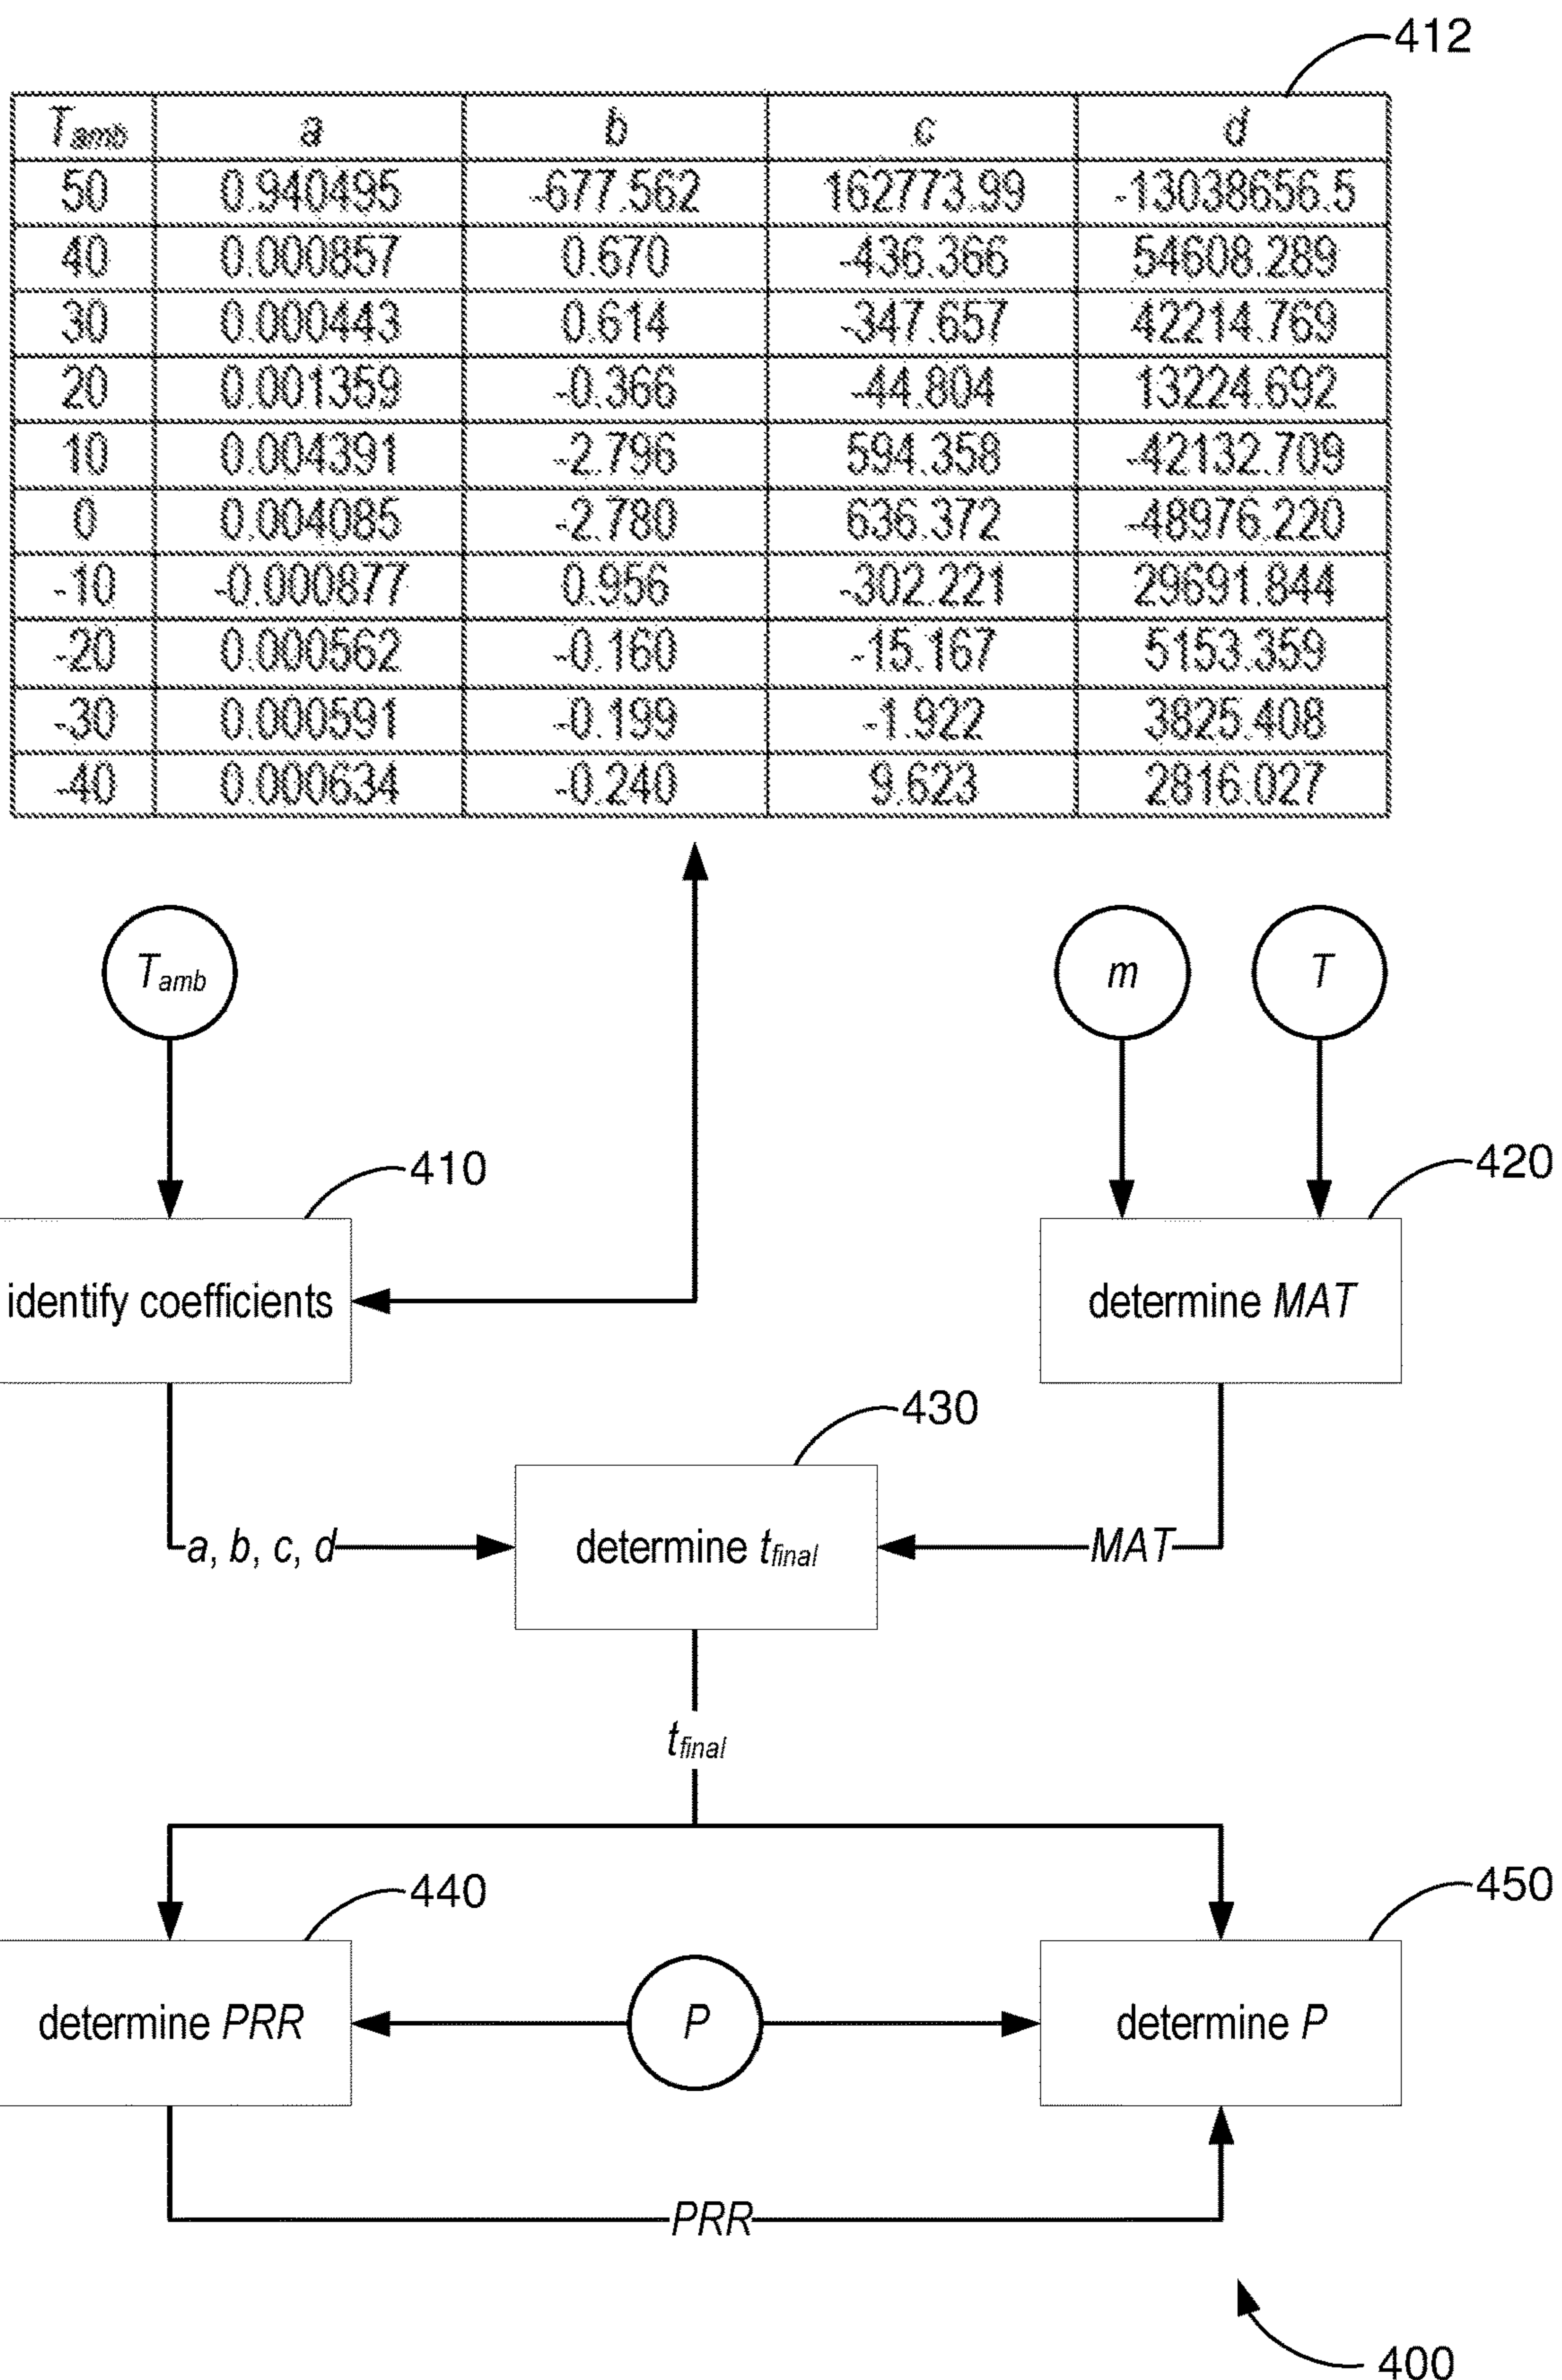 412
T amb a b c d
50 0.940495 -677.562 162773.99 -13038656.5
40 0.000857 0.670 -436.366 54608.289
30 0.000443 0.614 -347.657 42214.769
20 0.001359 -0.366 -44.804 13224.692
10 0.004391 -2.796 594.358 -42132.709
0 0.004085 -2.780 636.372 -48976.220
-10 -0.000877 0.956 -302.221 29691.844
-20 0.000562 -0.160 -15.167 5153.359
-30 0.000591 -0.199 -1.922 3825.408
-40 0.000634 -0.240 9.623 2816.027
T amb m T
410 420
identify coefficients determine MAT
430
a, b, c, d determine t final MAT
t final
440 450
determine PRR P determine P
PRR
400